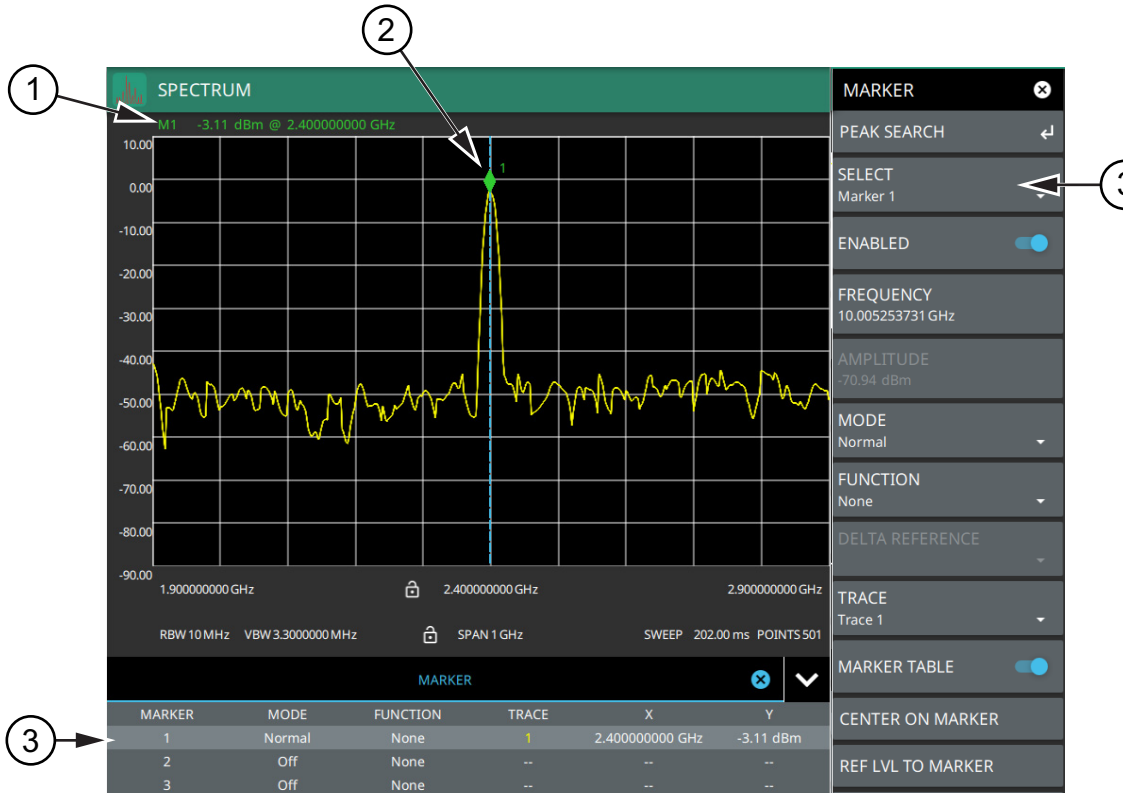 2
1
SPECTRUM
M1 -3.11 dBm @ 2.400000000 GHz
10.00
0.00
-10.00
-20.00
-30.00
-40.00
-50.00
-60.00
-70.00
-80.00
-90.00
1
1.900000000 GHz 2.400000000 GHz 2.900000000 GHz
RBW 10 MHz VBW 3.3000000 MHz SPAN 1 GHz SWEEP 202.00 ms POINTS 501
MARKER
MARKER MODE FUNCTION TRACE X Y
1 Normal None 1 2.400000000 GHz -3.11 dBm
2 Off None -- -- --
3 Off None -- -- --
3
MARKER
PEAK SEARCH
SELECT
Marker 1
3
ENABLED
FREQUENCY
10.005253731 GHz
AMPLITUDE
-70.94 dBm
MODE
Normal
FUNCTION
None
DELTA REFERENCE
TRACE
Trace 1
MARKER TABLE
CENTER ON MARKER
REF LVL TO MARKER